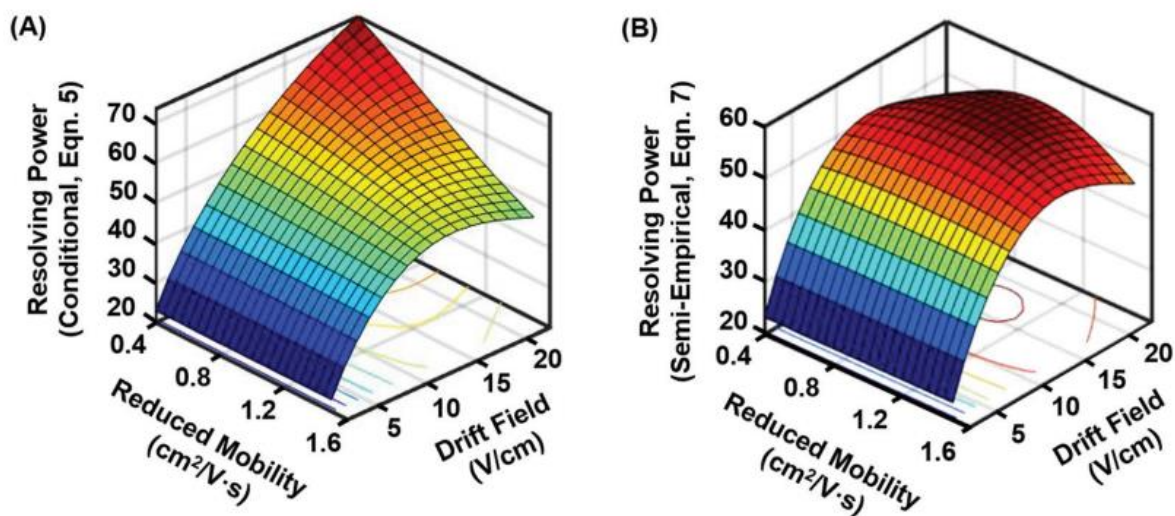 (A)
Resolving Power
(Conditional, Eqn. 5)
70
60
50
40
30
20
0.4
0.8
1.2
1.6
Reduced Mobility
(cm²/V·s)
5
10
15
20
Drift Field
(V/cm)
(B)
Resolving Power
(Semi-Empirical, Eqn. 7)
60
50
40
30
20
0.4
0.8
1.2
1.6
Reduced Mobility
(cm²/V·s)
5
10
15
20
Drift Field
(V/cm)